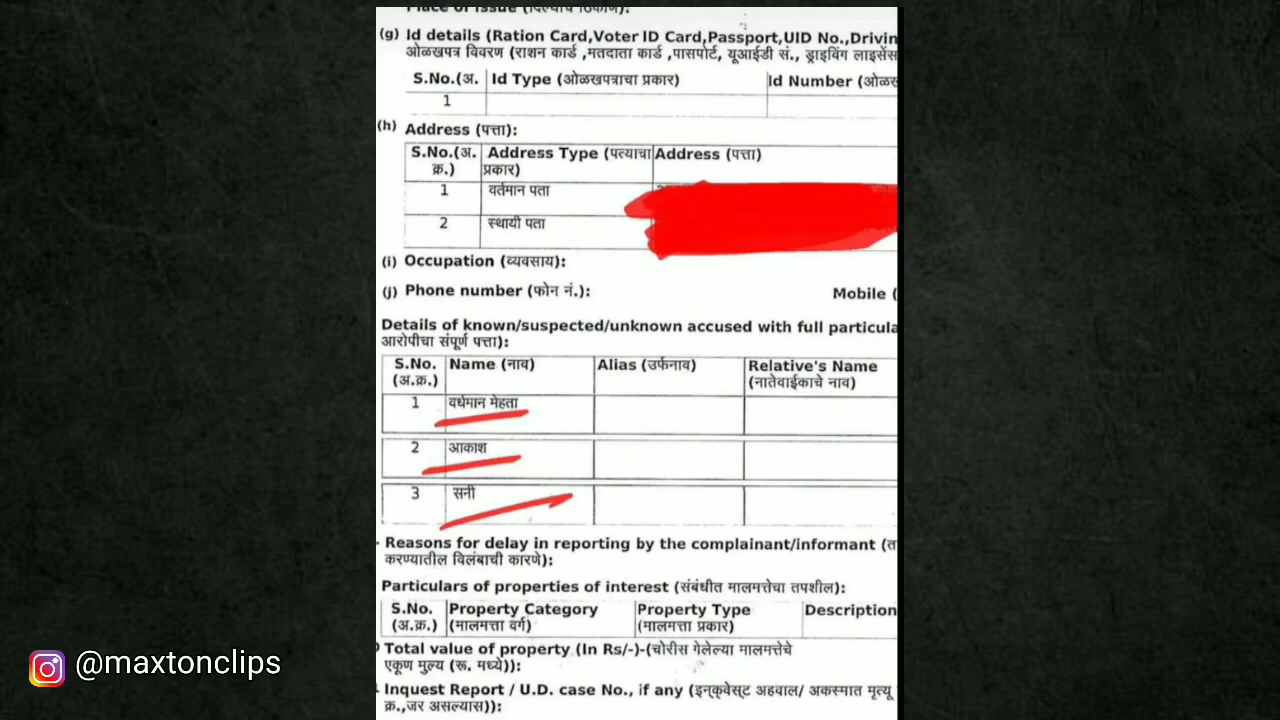 Place of Issue (दिल्याचे ठिकाण):
(g) Id details (Ration Card,Voter ID Card,Passport,UID No.,Drivin
ओळखपत्र विवरण (राशन कार्ड ,मतदाता कार्ड ,पासपोर्ट, यूआईडी सं., ड्राइविंग लाइसेंस
S.No.(अ. Id Type (ओळखपत्राचा प्रकार) Id Number (ओळख
1
(h) Address (पत्ता):
S.No.(अ. Address Type (पत्याचा Address (पत्ता)
क्र.) प्रकार)
1 वर्तमान पता
2 स्थायी पता
(i) Occupation (व्यवसाय):
(j) Phone number (फोन नं.): Mobile (
Details of known/suspected/unknown accused with full particula
आरोपीचा संपूर्ण पत्ता):
S.No. Name (नाव) Alias (उर्फनाव) Relative's Name
(अ.क्र.) (नातेवाईकाचे नाव)
1 वर्धमान मेहता
2 आकाश
3 सनी
Reasons for delay in reporting by the complainant/informant (त
करण्यातील विलंबाची कारणे):
Particulars of properties of interest (संबंधीत मालमत्तेचा तपशील):
S.No. Property Category Property Type Description
(अ.क्र.) (मालमत्ता वर्ग) (मालमत्ता प्रकार)
Total value of property (In Rs/-)-(चोरीस गेलेल्या मालमत्तेचे
एकूण मुल्य (रू. मध्ये)):
Inquest Report / U.D. case No., if any (इन्क्वेस्ट अहवाल/ अकस्मात मृत्यू
क्र.,जर असल्यास)):
@maxtonclips